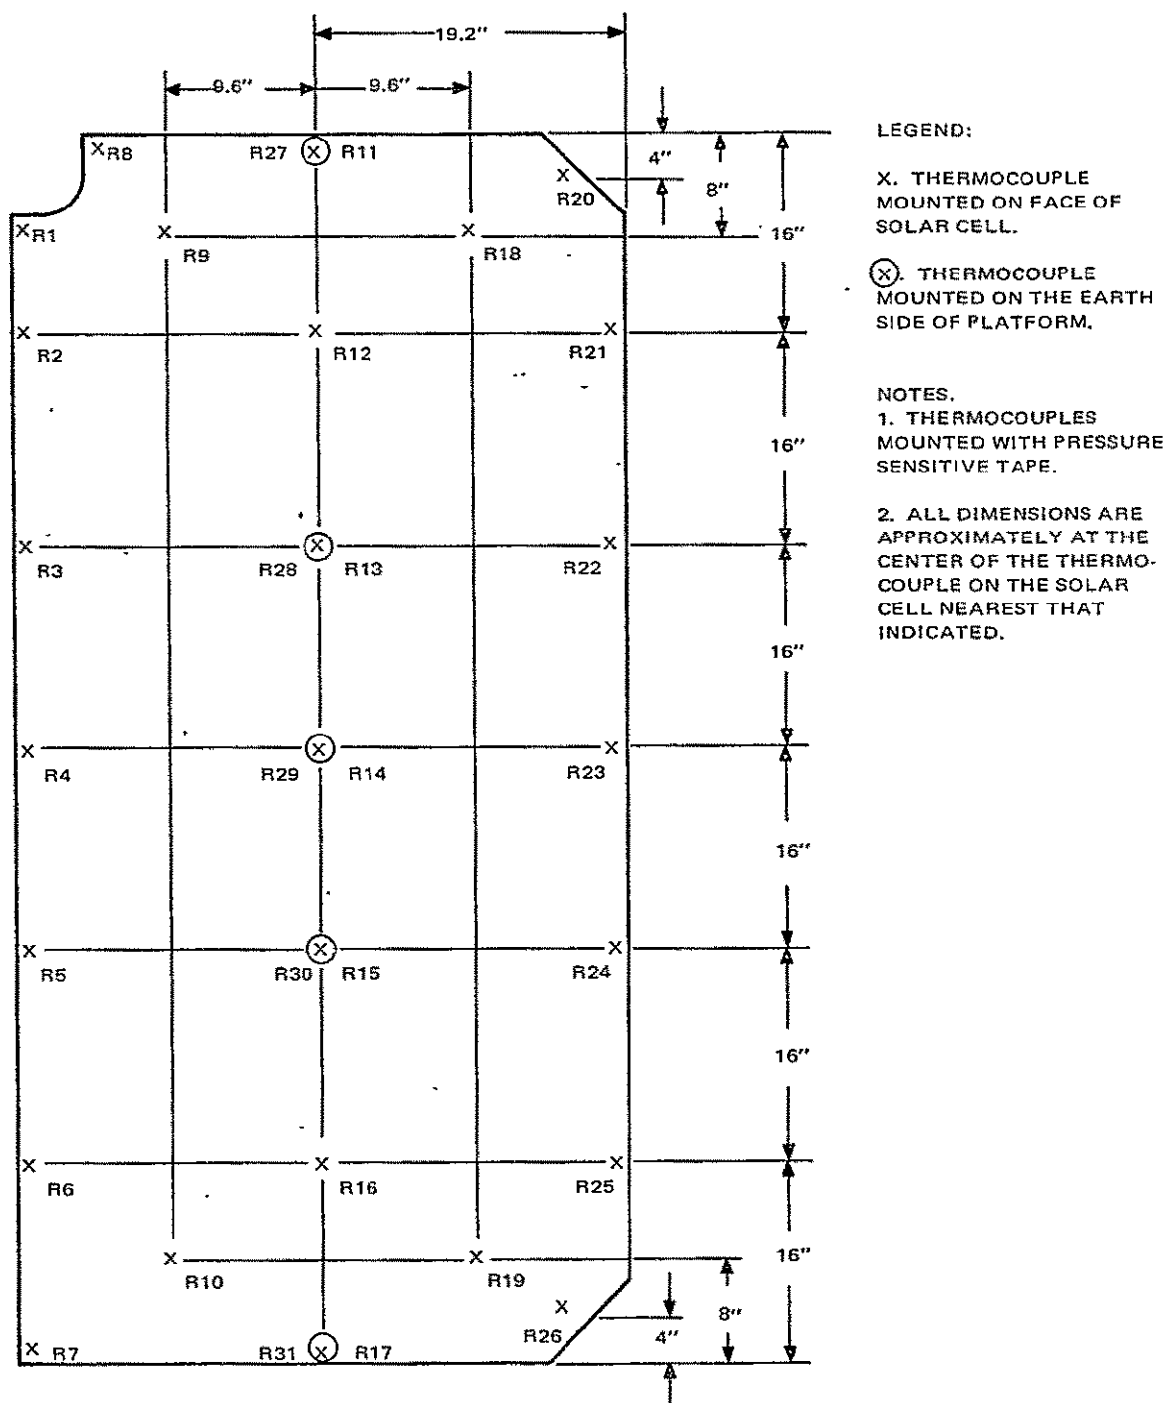 19.2"
9.6" 9.6"
4"
8"
16"
XR8 R27 R11
X
R20
XR1
X X
R9 R18
X X X
R2 R12 R21
16"
X X X
R3 R28 R13 R22
16"
X X X
R4 R29 R14 R23
16"
X X X
R5 R30 R15 R24
16"
X X X
R6 R16 R25
X X
R10 R19
16"
X
R26
8"
4"
X R7 R31 X R17
LEGEND:
X. THERMOCOUPLE
MOUNTED ON FACE OF
SOLAR CELL.
ⓧ. THERMOCOUPLE
MOUNTED ON THE EARTH
SIDE OF PLATFORM.
NOTES.
1. THERMOCOUPLES
MOUNTED WITH PRESSURE
SENSITIVE TAPE.
2. ALL DIMENSIONS ARE
APPROXIMATELY AT THE
CENTER OF THE THERMO-
COUPLE ON THE SOLAR
CELL NEAREST THAT
INDICATED.